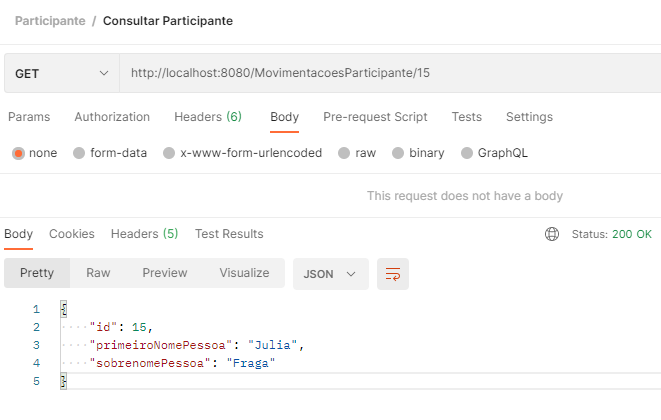 Participante / Consultar Participante
GET http://localhost:8080/MovimentacoesParticipante/15
Params Authorization Headers (6) Body Pre-request Script Tests Settings
none form-data x-www-form-urlencoded raw binary GraphQL
This request does not have a body
Body Cookies Headers (5) Test Results Status: 200 OK
Pretty Raw Preview Visualize JSON
1 {
2 "id": 15,
3 "primeiroNomePessoa": "Julia",
4 "sobrenomePessoa": "Fraga"
5 }